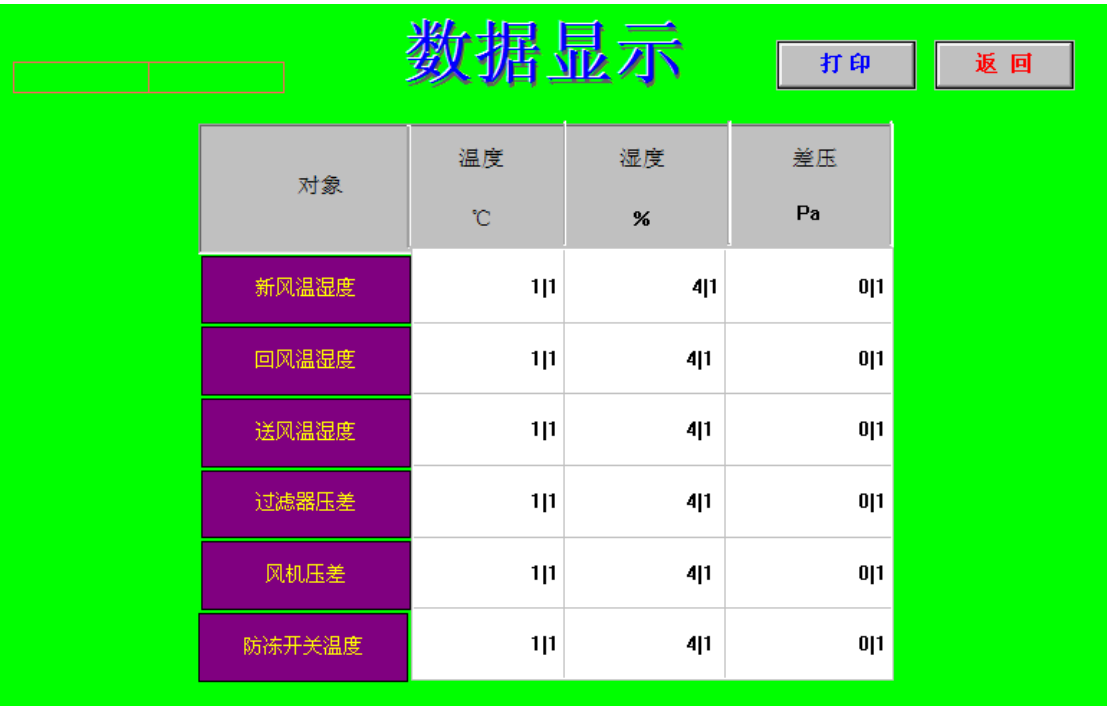 数据显示
打印
返回
对象 温度 湿度 差压
℃ % Pa
新风温湿度 1|1 4|1 0|1
回风温湿度 1|1 4|1 0|1
送风温湿度 1|1 4|1 0|1
过滤器压差 1|1 4|1 0|1
风机压差 1|1 4|1 0|1
防冻开关温度 1|1 4|1 0|1